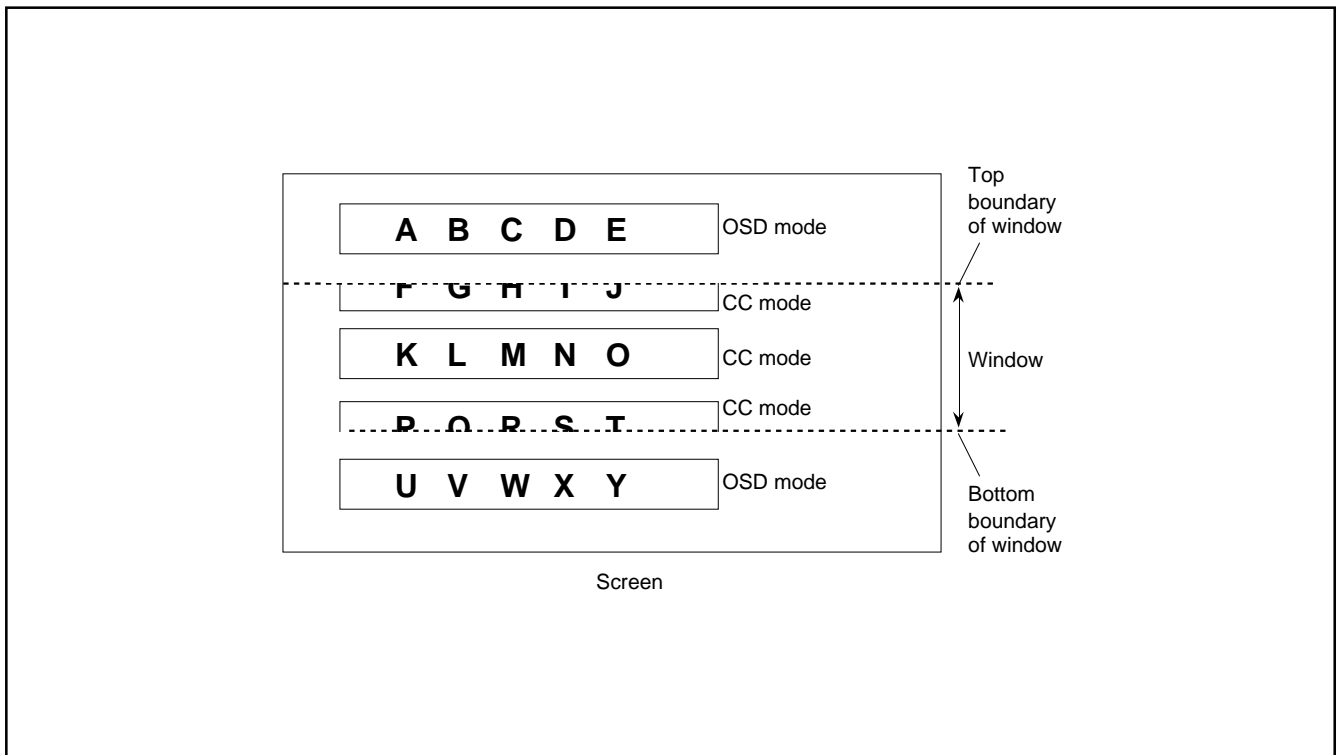 Top
boundary
of window
A B C D E OSD mode
F G H I J
CC mode
K L M N O CC mode
Window
CC mode
P Q R S T
U V W X Y OSD mode
Bottom
boundary
of window
Screen